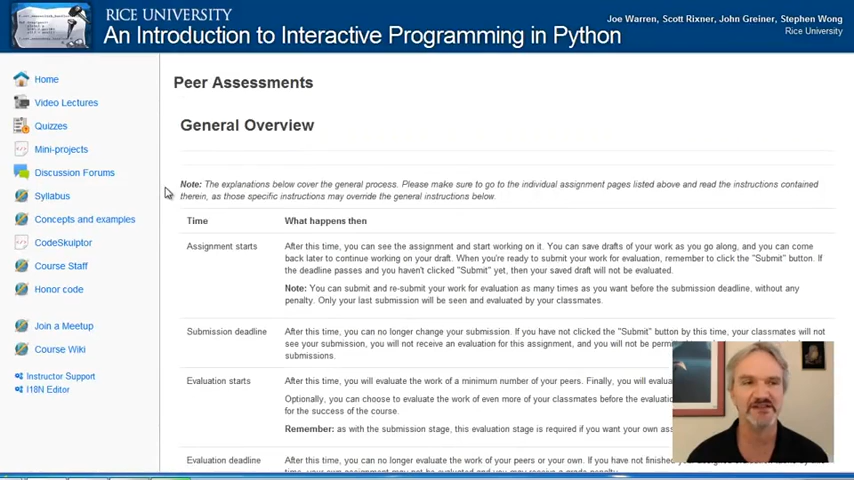 RICE UNIVERSITY
An Introduction to Interactive Programming in Python
Joe Warren, Scott Rixner, John Greiner, Stephen Wong
Rice University
Home
Video Lectures
Quizzes
Mini-projects
Discussion Forums
Syllabus
Concepts and examples
CodeSkulptor
Course Staff
Honor code
Join a Meetup
Course Wiki
Instructor Support
I18N Editor
Peer Assessments
General Overview
Note: The explanations below cover the general process. Please make sure to go to the individual assignment pages listed above and read the instructions contained
therein, as those specific instructions may override the general instructions below.
Time What happens then
Assignment starts After this time, you can see the assignment and start working on it. You can save drafts of your work as you go along, and you can come
back later to continue working on your draft. When you're ready to submit your work for evaluation, remember to click the "Submit" button. If
the deadline passes and you haven't clicked "Submit" yet, then your saved draft will not be evaluated.
Note: You can submit and re-submit your work for evaluation as many times as you want before the submission deadline, without any
penalty. Only your last submission will be seen and evaluated by your classmates.
Submission deadline After this time, you can no longer change your submission. If you have not clicked the "Submit" button by this time, your classmates will not
see your submission, you will not receive an evaluation for this assignment, and you will not be
submissions.
Evaluation starts After this time, you will evaluate the work of a minimum number of your peers. Finally, you will
Optionally, you can choose to evaluate the work of even more of your classmates before the
for the success of the course.
Remember: as with the submission stage, this evaluation stage is required if you want your own
Evaluation deadline After this time, you can no longer evaluate the work of your peers or your own. If you have not